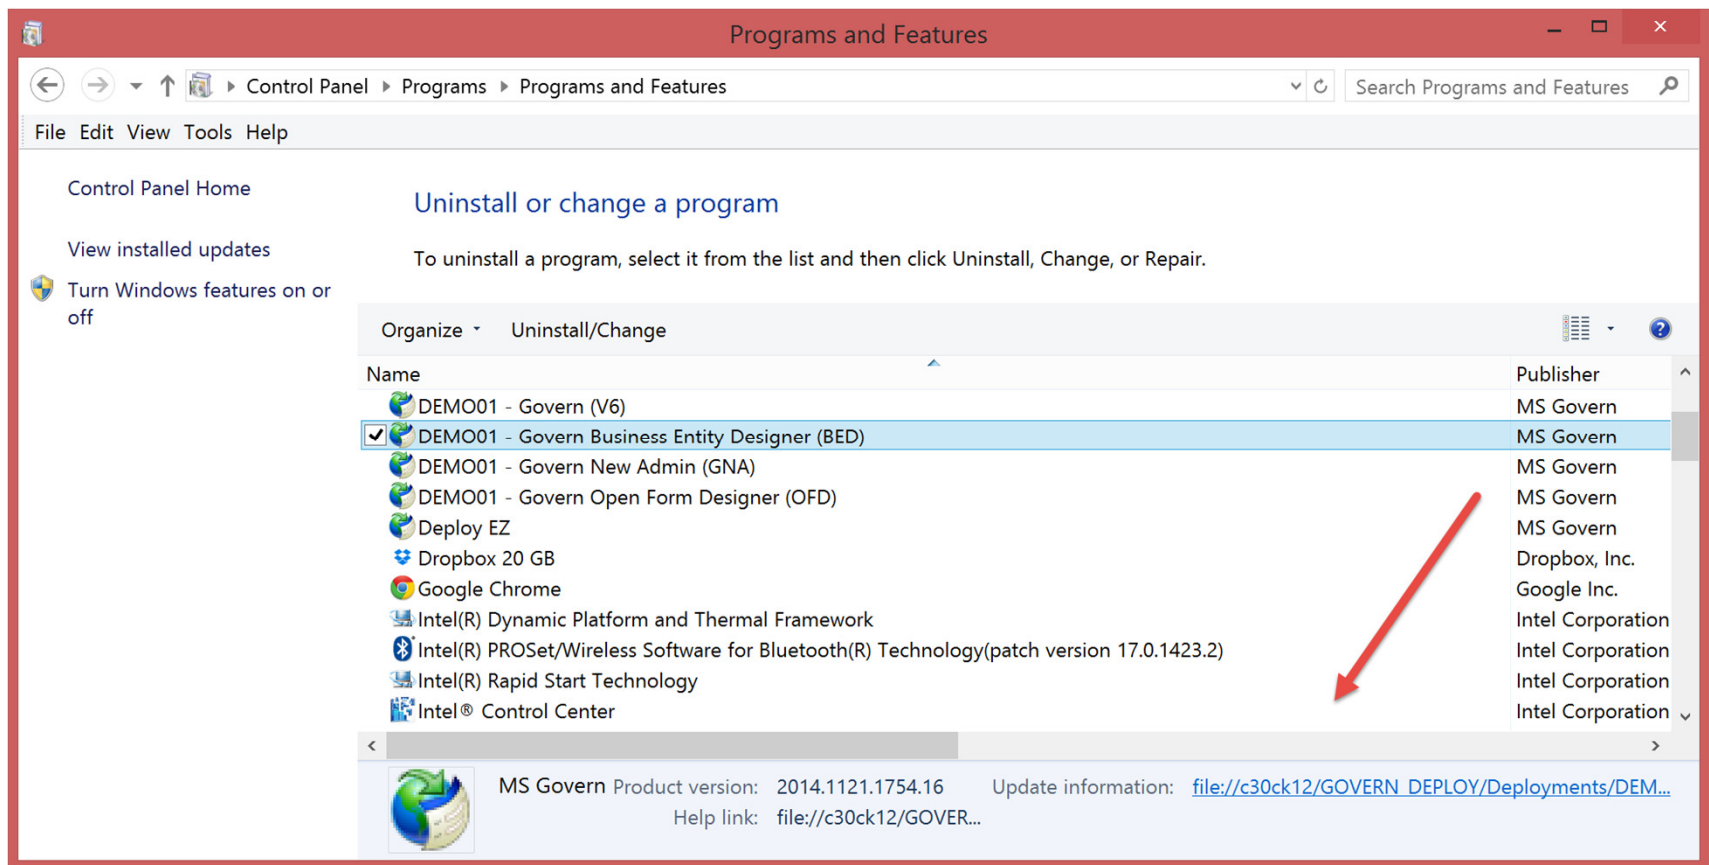 Programs and Features
Control Panel Programs Programs and Features
Search Programs and Features
File Edit View Tools Help
Control Panel Home
View installed updates
Turn Windows features on or
off
Uninstall or change a program
To uninstall a program, select it from the list and then click Uninstall, Change, or Repair.
Organize Uninstall/Change
Name Publisher
DEMO01 - Govern (V6) MS Govern
DEMO01 - Govern Business Entity Designer (BED) MS Govern
DEMO01 - Govern New Admin (GNA) MS Govern
DEMO01 - Govern Open Form Designer (OFD) MS Govern
Deploy EZ MS Govern
Dropbox 20 GB Dropbox, Inc.
Google Chrome Google Inc.
Intel(R) Dynamic Platform and Thermal Framework Intel Corporation
Intel(R) PROSet/Wireless Software for Bluetooth(R) Technology(patch version 17.0.1423.2) Intel Corporation
Intel(R) Rapid Start Technology Intel Corporation
Intel® Control Center Intel Corporation
MS Govern Product version: 2014.1121.1754.16 Update information: file://c30ck12/GOVERN_DEPLOY/Deployments/DEM...
Help link: file://c30ck12/GOVER...